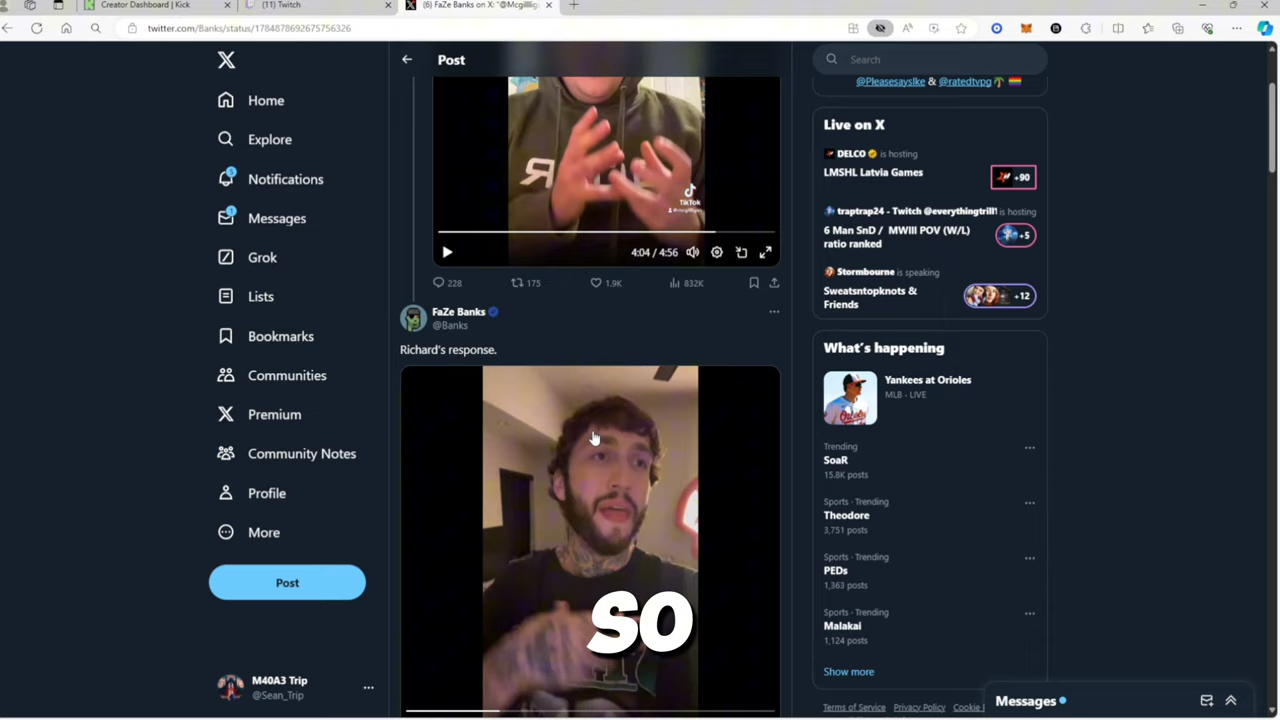 Creator Dashboard | Kick
(11) Twitch
(6) FaZe Banks on X: "@Mcgillig
twitter.com/Banks/status/1784878692675756326
Post
Search
Home
Explore
Notifications
Messages
Grok
Lists
Bookmarks
Communities
Premium
Community Notes
Profile
More
Post
M40A3 Trip
@Sean_Trip
TikTok
4:04 / 4:56
228
175
1.9K
832K
FaZe Banks
@Banks
Richard's response.
SO
@Pleasesayslke & @ratedtvpg
Live on X
DELCO is hosting
LMSHL Latvia Games
+90
traptrap24 - Twitch @everythingtrill1 is hosting
6 Man SnD / MWIII POV (W/L)
ratio ranked
+5
Stormbourne is speaking
Sweatsntopknots &
Friends
+12
What's happening
Yankees at Orioles
MLB · LIVE
Trending
SoaR
15.8K posts
Sports · Trending
Theodore
3,751 posts
Sports · Trending
PEDs
1,363 posts
Sports · Trending
Malakai
1,124 posts
Show more
Terms of Service
Privacy Policy
Cookie
Messages